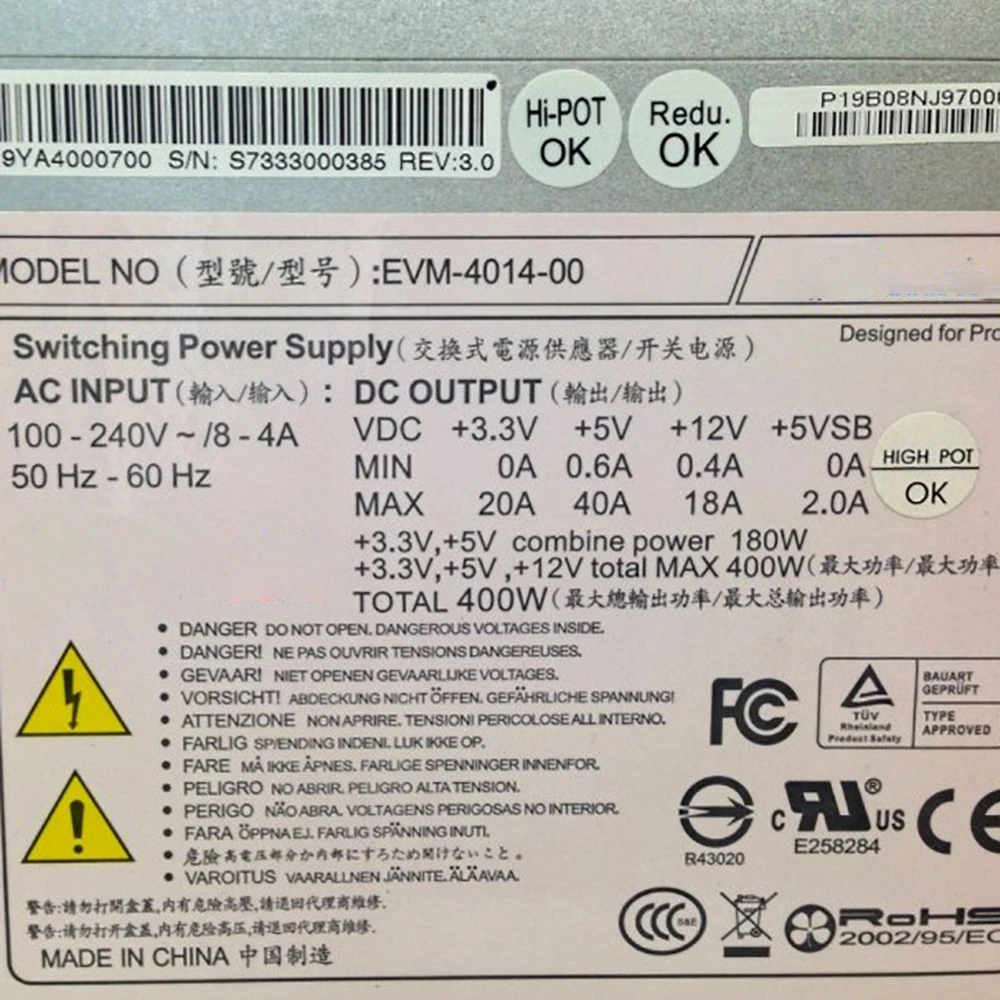 9YA4000700 S/N: S7333000385 REV:3.0
Hi-POT
OK
Redu.
OK
P19B08NJ9700
MODEL NO（型號/型号）:EVM-4014-00
Designed for Pro
Switching Power Supply（交換式電源供應器/开关电源）
AC INPUT（輸入/输入）:
100 - 240V ~ /8 - 4A
50 Hz - 60 Hz
DC OUTPUT（輸出/输出）
VDC +3.3V +5V +12V +5VSB
MIN 0A 0.6A 0.4A 0A
MAX 20A 40A 18A 2.0A
HIGH POT
OK
+3.3V,+5V combine power 180W
+3.3V,+5V ,+12V total MAX 400W（最大功率/最大功率
TOTAL 400W（最大總輸出功率/最大总输出功率）
• DANGER DO NOT OPEN. DANGEROUS VOLTAGES INSIDE.
• DANGER! NE PAS OUVRIR TENSIONS DANGEREUSES.
• GEVAAR! NIET OPENEN GEVAARLIJKE VOLTAGES.
• VORSICHT! ABDECKUNG NICHT ÖFFEN. GEFÄHRLICHE SPANNUNG!
• ATTENZIONE NON APRIRE. TENSIONI PERICOLOSE ALL INTERNO.
• FARLIG SP/ENDING INDENI. LUK IKKE OP.
• FARE MÅ IKKE ÅPNES. FARLIGE SPENNINGER INNENFOR.
• PELIGRO NO ABRIR. PELIGRO ALTA TENSION.
• PERIGO NÄO ABRA. VOLTAGENS PERIGOSAS NO INTERIOR.
• FARA ÖPPNA EJ. FARLIG SPÄNNING INUTI.
• 危險 高電压部分か内部にするため開けないこと。
• VAROITUS VAARALLNEN JÄNNITE. ÄLÄAVAA.
警告:請勿打開盒蓋,内有危險高壓,請退回代理商維修.
警告:请勿打开盒盖,内有危险高压,请退回代理商维修.
MADE IN CHINA 中国制造
FC
TÜV
Rheinland
Product Safety
BAUART
GEPRÜFT
TYPE
APPROVED
R43020
c RU ® US
E258284
CE
CCC S&E
RoHS
2002/95/EC